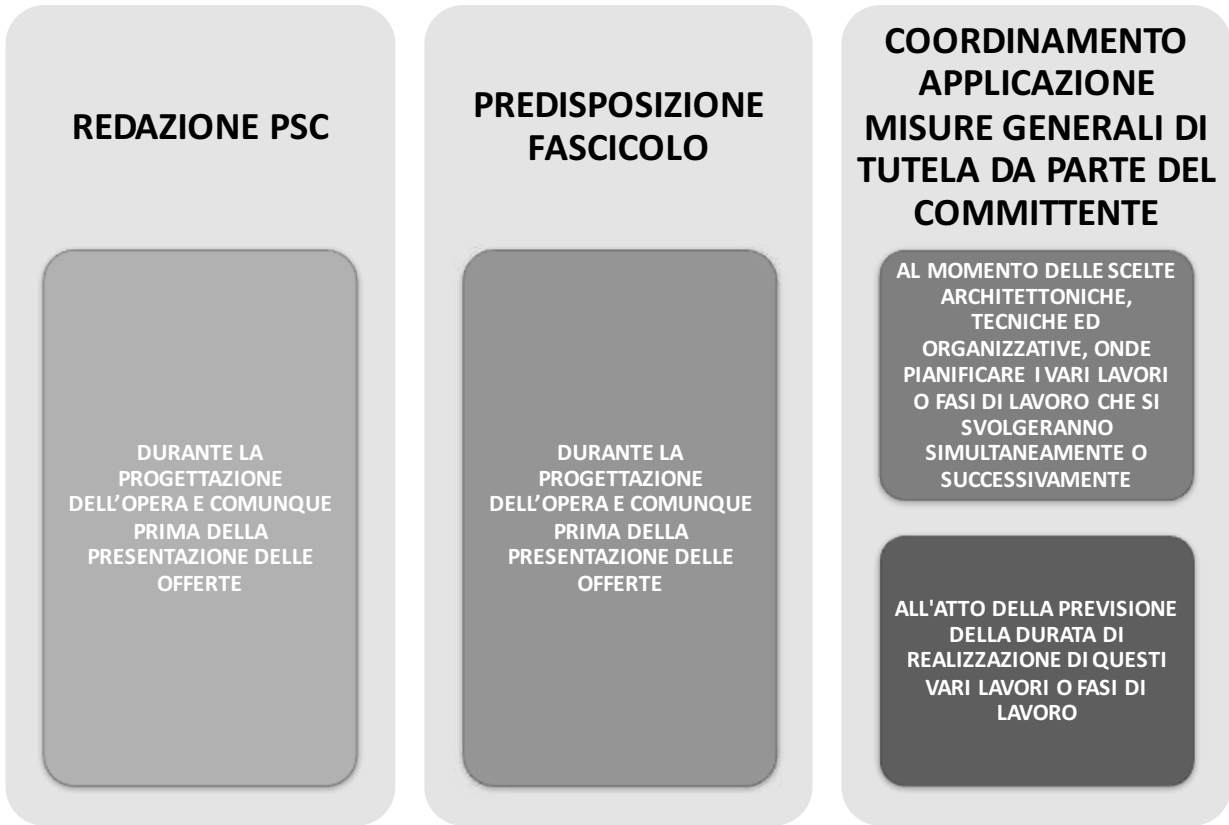 REDAZIONE PSC
DURANTE LA
PROGETTAZIONE
DELL'OPERA E COMUNQUE
PRIMA DELLA
PRESENTAZIONE DELLE
OFFERTE
PREDISPOSIZIONE
FASCICOLO
DURANTE LA
PROGETTAZIONE
DELL'OPERA E COMUNQUE
PRIMA DELLA
PRESENTAZIONE DELLE
OFFERTE
COORDINAMENTO
APPLICAZIONE
MISURE GENERALI DI
TUTELA DA PARTE DEL
COMMITTENTE
AL MOMENTO DELLE SCELTE
ARCHITETTONICHE,
TECNICHE ED
ORGANIZZATIVE, ONDE
PIANIFICARE I VARI LAVORI
O FASI DI LAVORO CHE SI
SVOLGERANNO
SIMULTANEAMENTE O
SUCCESSIVAMENTE
ALL'ATTO DELLA PREVISIONE
DELLA DURATA DI
REALIZZAZIONE DI QUESTI
VARI LAVORI O FASI DI
LAVORO